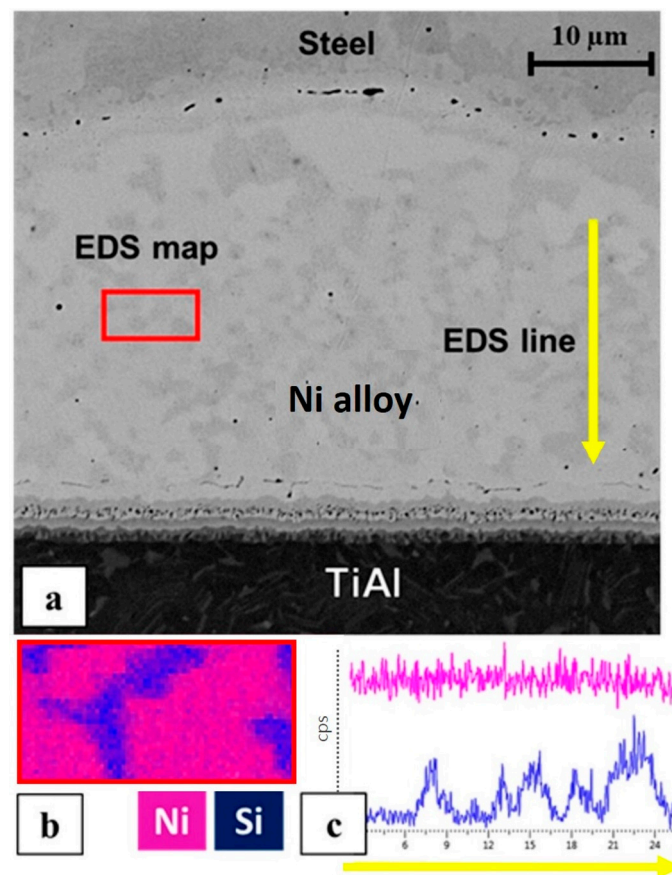 Steel
10 µm
EDS map
EDS line
Ni alloy
TiAl
a
cps
b
Ni
Si
c
6 9 12 15 18 21 24